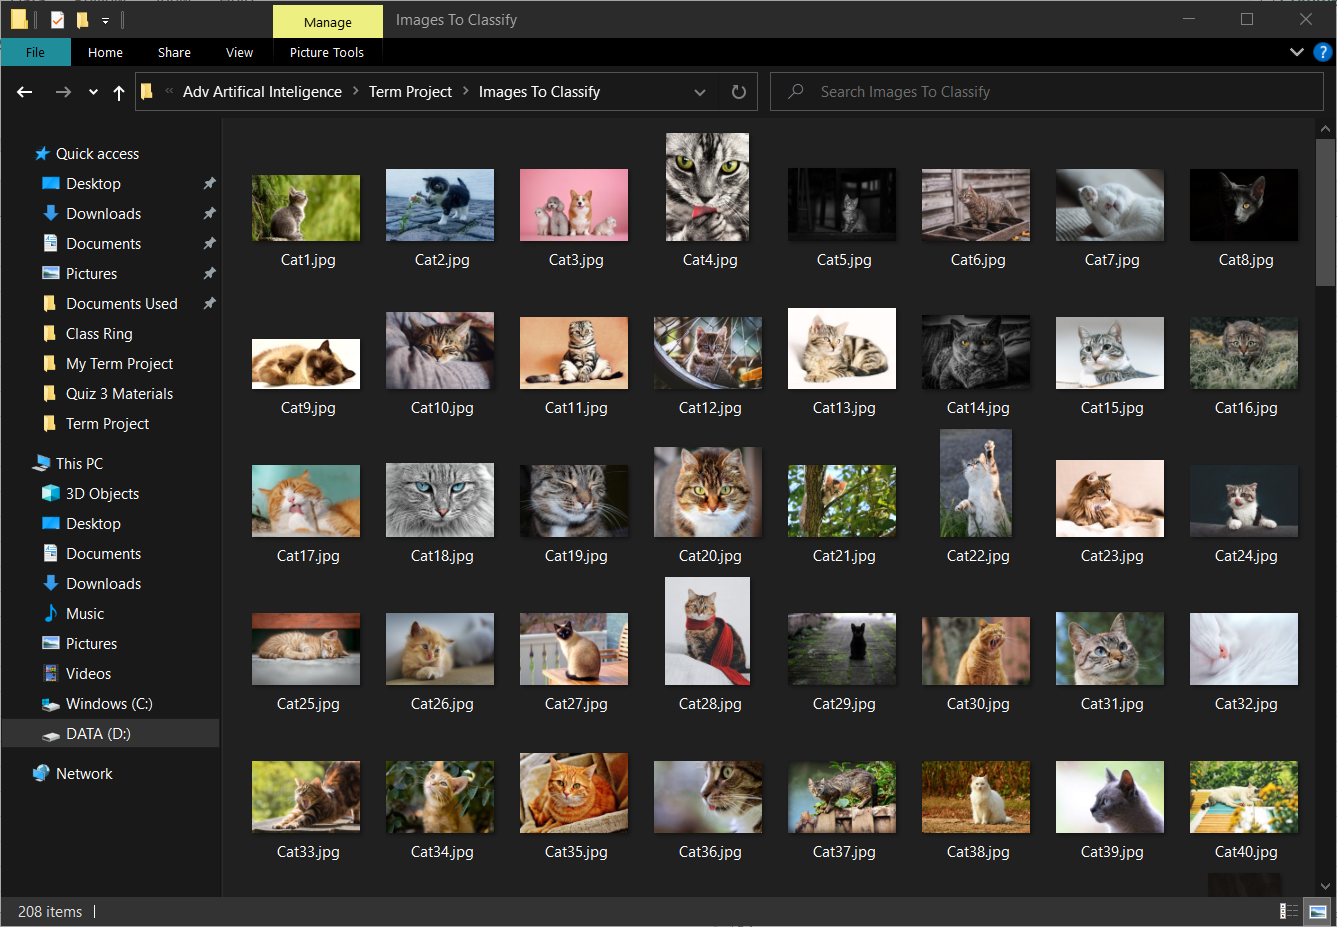 Manage
Images To Classify
File
Home
Share
View
Picture Tools
?
« Adv Artifical Inteligence > Term Project > Images To Classify
Search Images To Classify
Quick access
Desktop
Downloads
Documents
Pictures
Documents Used
Class Ring
My Term Project
Quiz 3 Materials
Term Project
This PC
3D Objects
Desktop
Documents
Downloads
Music
Pictures
Videos
Windows (C:)
DATA (D:)
Network
Cat1.jpg
Cat2.jpg
Cat3.jpg
Cat4.jpg
Cat5.jpg
Cat6.jpg
Cat7.jpg
Cat8.jpg
Cat9.jpg
Cat10.jpg
Cat11.jpg
Cat12.jpg
Cat13.jpg
Cat14.jpg
Cat15.jpg
Cat16.jpg
Cat17.jpg
Cat18.jpg
Cat19.jpg
Cat20.jpg
Cat21.jpg
Cat22.jpg
Cat23.jpg
Cat24.jpg
Cat25.jpg
Cat26.jpg
Cat27.jpg
Cat28.jpg
Cat29.jpg
Cat30.jpg
Cat31.jpg
Cat32.jpg
Cat33.jpg
Cat34.jpg
Cat35.jpg
Cat36.jpg
Cat37.jpg
Cat38.jpg
Cat39.jpg
Cat40.jpg
208 items